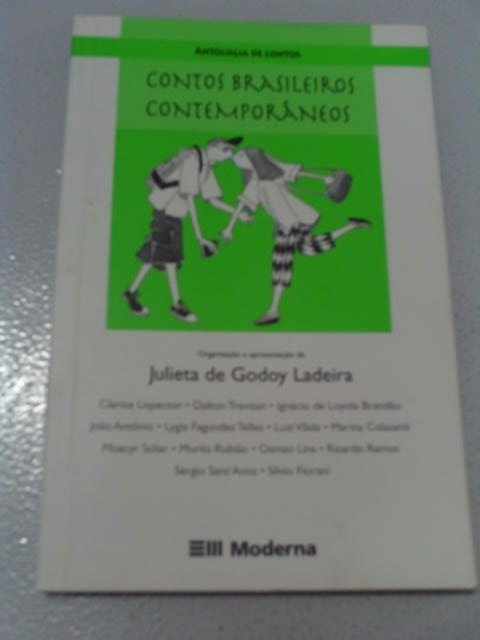 ANTOLOGIA DE CONTOS
CONTOS BRASILEIROS
CONTEMPORÂNEOS
Organização e apresentação de
Julieta de Godoy Ladeira
Clarice Lispector • Dalton Trevisan • Ignácio de Loyola Brandão
João Antônio • Lygia Fagundes Telles • Luiz Vilela • Marina Colasanti
Moacyr Scliar • Murilo Rubião • Osman Lins • Ricardo Ramos
Sérgio Sant'Anna • Silvio Fiorani
Moderna